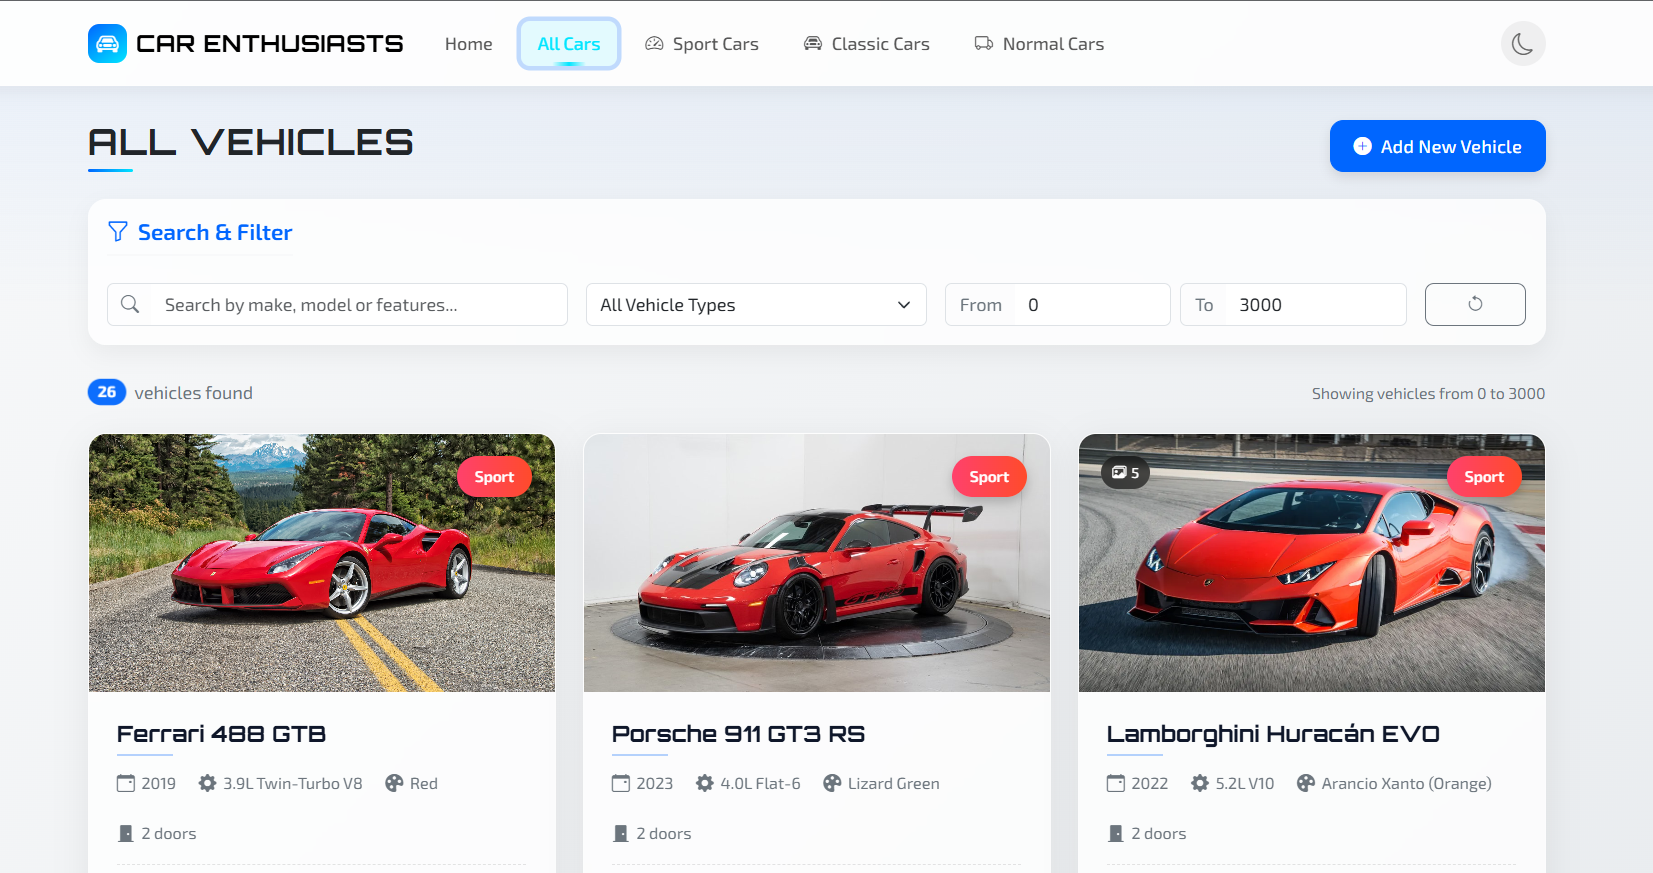 CAR ENTHUSIASTS
Home
All Cars
Sport Cars
Classic Cars
Normal Cars
ALL VEHICLES
Add New Vehicle
Search & Filter
Search by make, model or features...
All Vehicle Types
From 0
To 3000
26 vehicles found
Showing vehicles from 0 to 3000
Sport
Sport
5
Sport
Ferrari 488 GTB
2019 3.9L Twin-Turbo V8 Red
2 doors
Porsche 911 GT3 RS
2023 4.0L Flat-6 Lizard Green
2 doors
Lamborghini Huracán EVO
2022 5.2L V10 Arancio Xanto (Orange)
2 doors